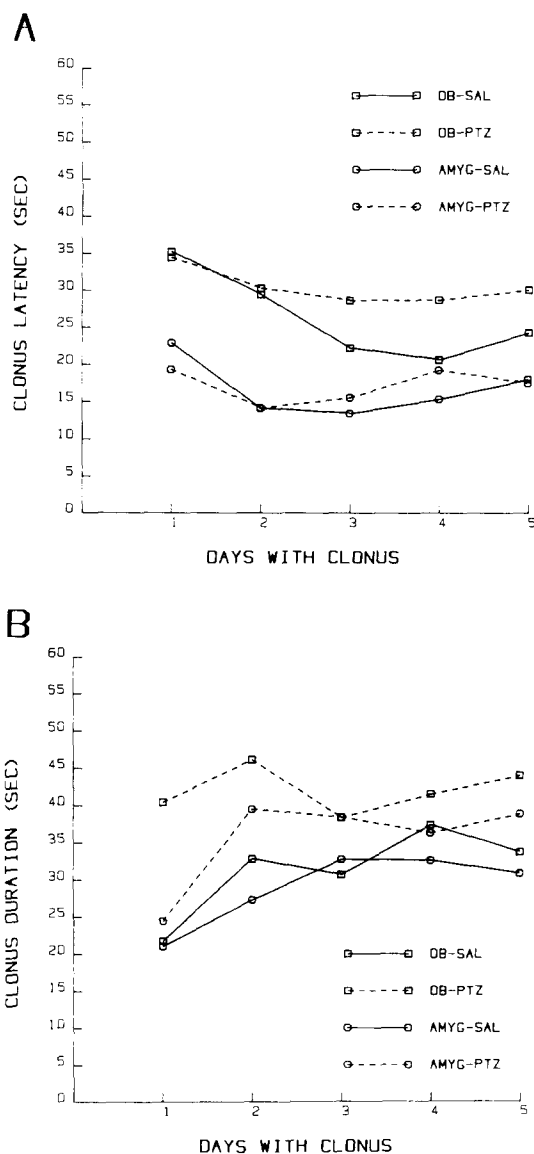 A
60
55
50
45
40
35
30
25
20
15
10
5
0
CLONUS LATENCY (SEC)
OB-SAL
OB-PTZ
AMYG-SAL
AMYG-PTZ
1 2 3 4 5
DAYS WITH CLONUS
B
60
55
50
45
40
35
30
25
20
15
10
5
0
CLONUS DURATION (SEC)
OB-SAL
OB-PTZ
AMYG-SAL
AMYG-PTZ
1 2 3 4 5
DAYS WITH CLONUS